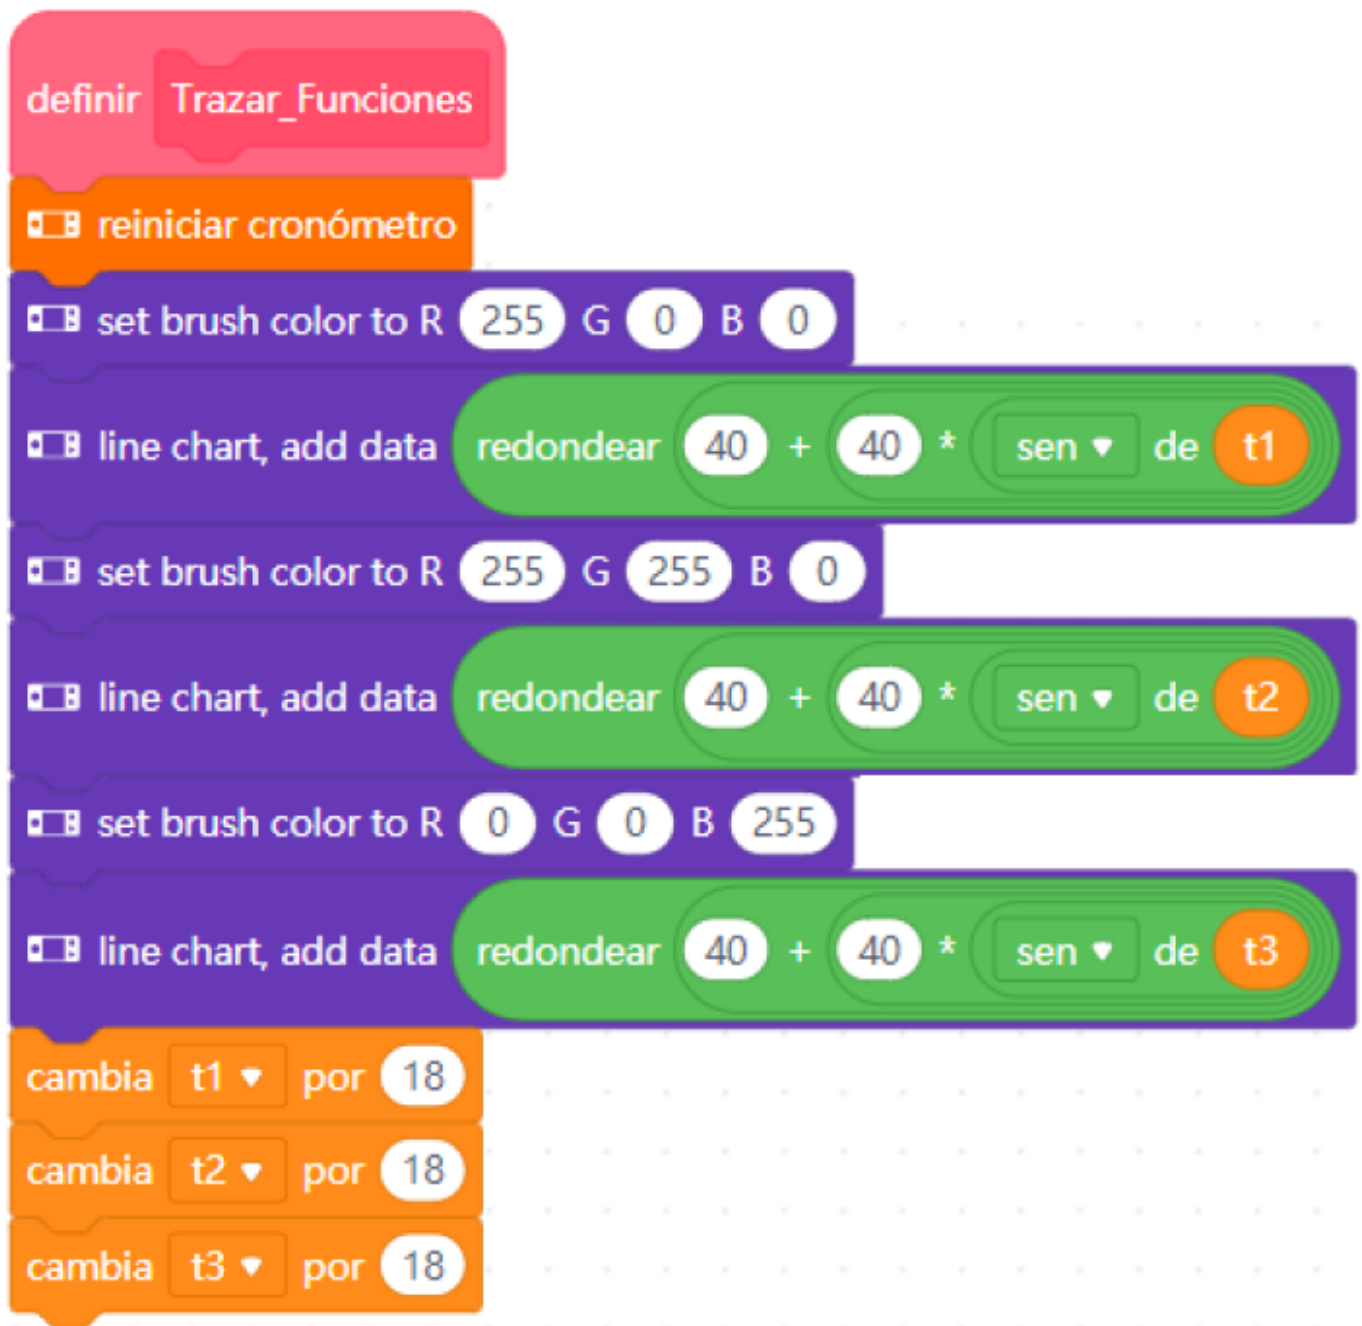 definir Trazar_Funciones
reiniciar cronómetro
set brush color to R 255 G 0 B 0
line chart, add data redondear 40 + 40 * sen de t1
set brush color to R 255 G 255 B 0
line chart, add data redondear 40 + 40 * sen de t2
set brush color to R 0 G 0 B 255
line chart, add data redondear 40 + 40 * sen de t3
cambia t1 por 18
cambia t2 por 18
cambia t3 por 18